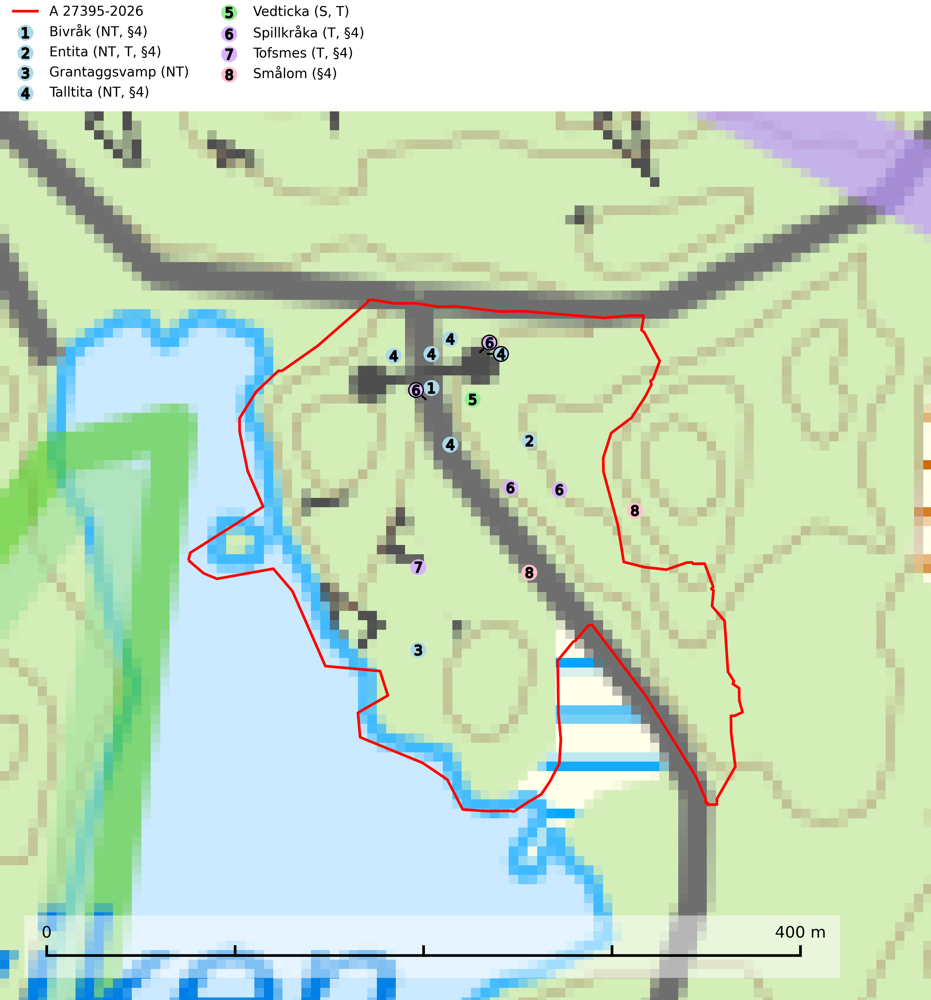 A 27395-2026
1 Bivråk (NT, §4)
2 Entita (NT, T, §4)
3 Grantaggsvamp (NT)
4 Talltita (NT, §4)
5 Vedticka (S, T)
6 Spillkråka (T, §4)
7 Tofsmes (T, §4)
8 Smålom (§4)
4
6
4
4
4
6
1
5
2
4
6
6
8
7
8
3
0
400 m